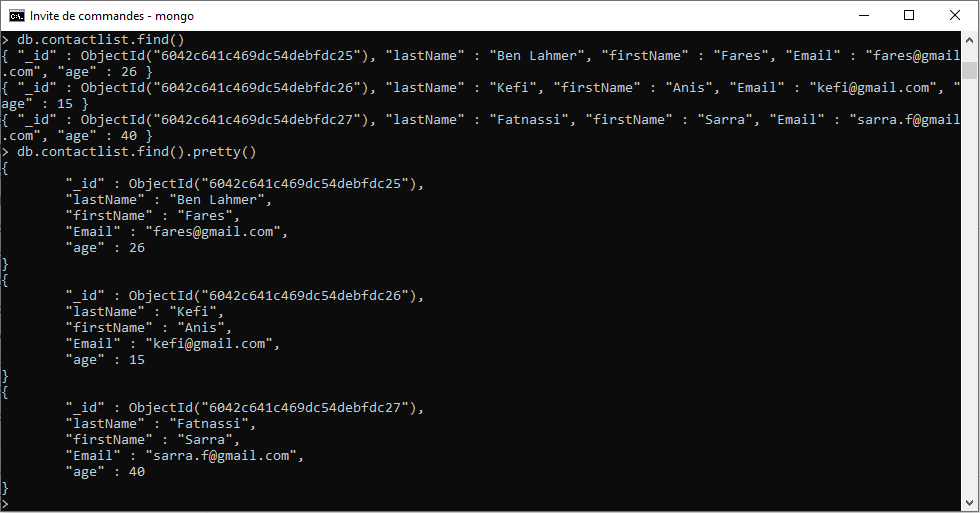 Invite de commandes - mongo
> db.contactlist.find()
{ "_id" : ObjectId("6042c641c469dc54debfdc25"), "lastName" : "Ben Lahmer", "firstName" : "Fares", "Email" : "fares@gmail
.com", "age" : 26 }
{ "_id" : ObjectId("6042c641c469dc54debfdc26"), "lastName" : "Kefi", "firstName" : "Anis", "Email" : "kefi@gmail.com", "
age" : 15 }
{ "_id" : ObjectId("6042c641c469dc54debfdc27"), "lastName" : "Fatnassi", "firstName" : "Sarra", "Email" : "sarra.f@gmail
.com", "age" : 40 }
> db.contactlist.find().pretty()
{
        "_id" : ObjectId("6042c641c469dc54debfdc25"),
        "lastName" : "Ben Lahmer",
        "firstName" : "Fares",
        "Email" : "fares@gmail.com",
        "age" : 26
}
{
        "_id" : ObjectId("6042c641c469dc54debfdc26"),
        "lastName" : "Kefi",
        "firstName" : "Anis",
        "Email" : "kefi@gmail.com",
        "age" : 15
}
{
        "_id" : ObjectId("6042c641c469dc54debfdc27"),
        "lastName" : "Fatnassi",
        "firstName" : "Sarra",
        "Email" : "sarra.f@gmail.com",
        "age" : 40
}
>